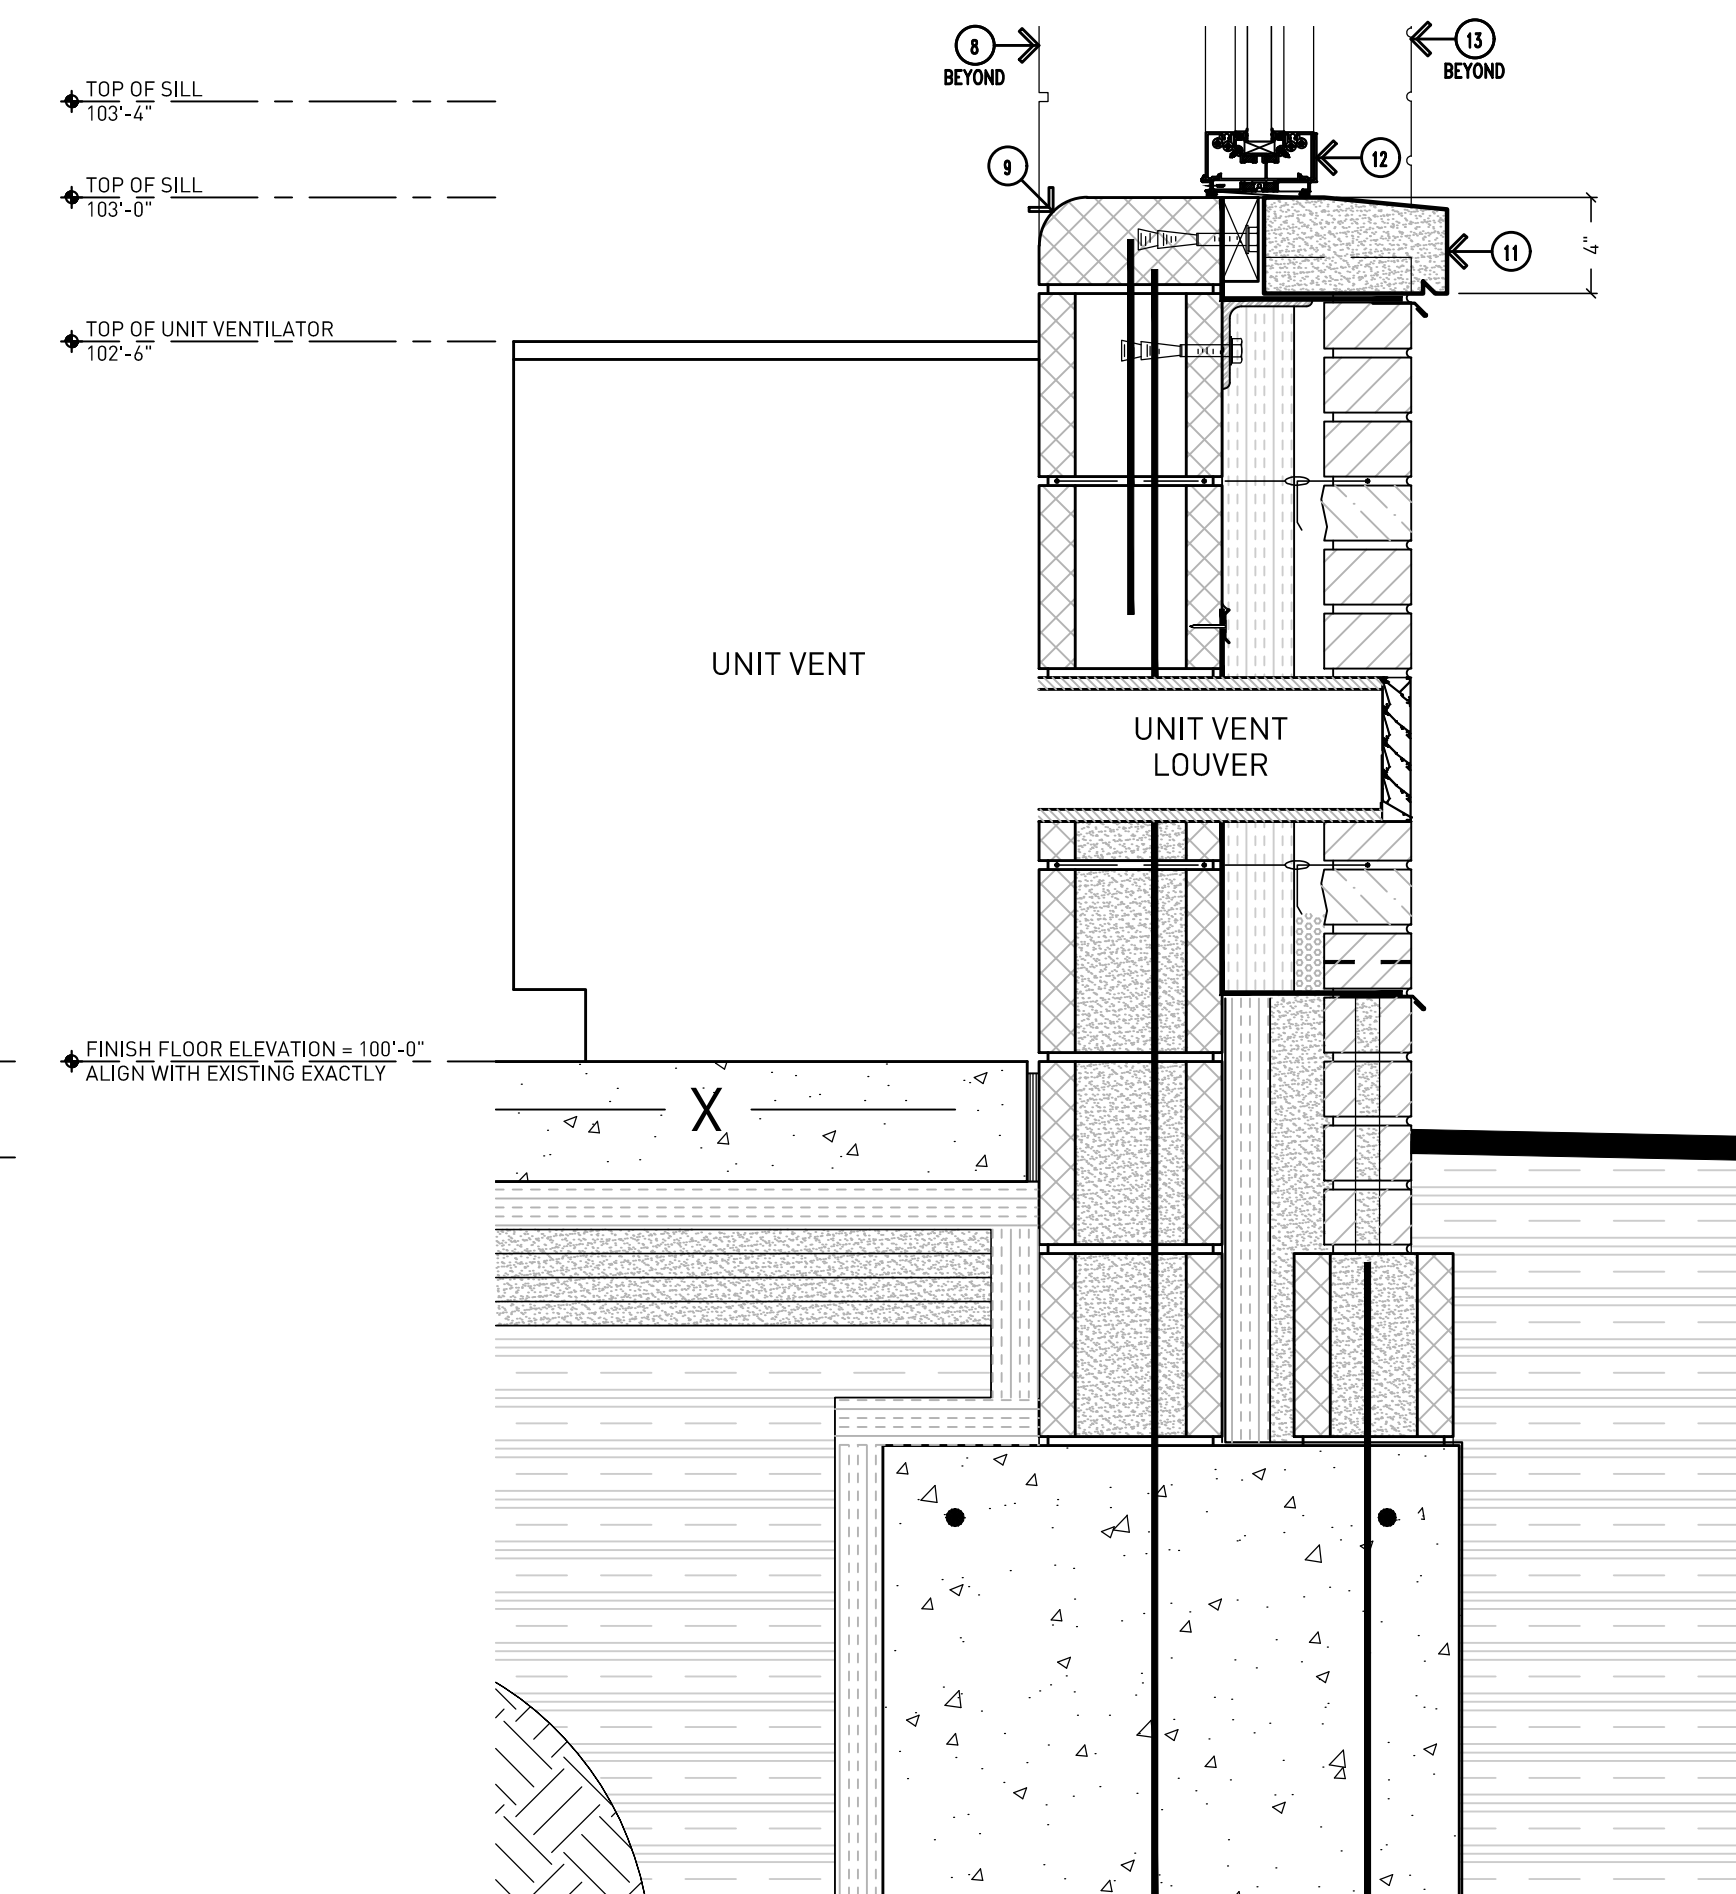 8
BEYOND
13
BEYOND
TOP OF SILL
103'-4"
12
9
TOP OF SILL
103'-0"
11
4"
TOP OF UNIT VENTILATOR
102'-6"
UNIT VENT
UNIT VENT
LOUVER
FINISH FLOOR ELEVATION = 100'-0"
ALIGN WITH EXISTING EXACTLY
X